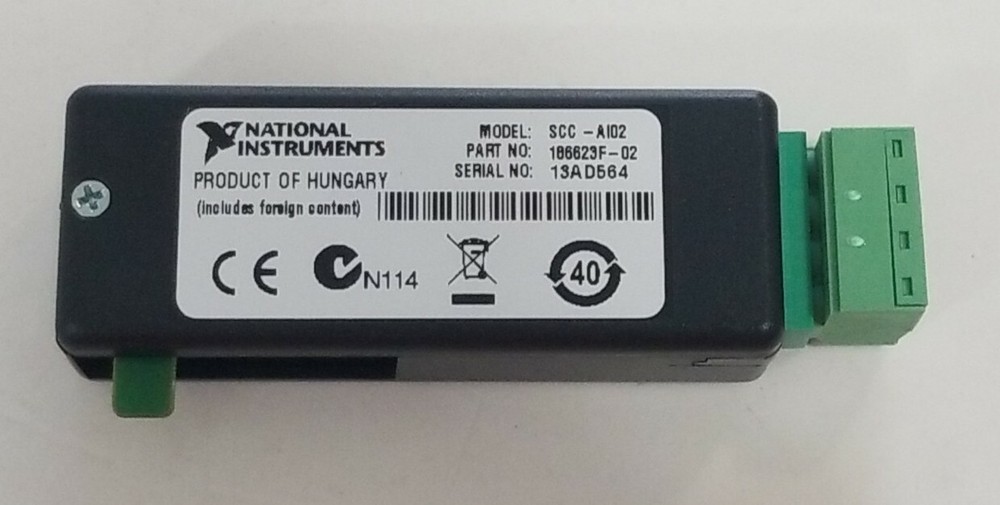 NATIONAL
INSTRUMENTS
MODEL: SCC-AI02
PART NO: 186623F-02
SERIAL NO: 13AD564
PRODUCT OF HUNGARY
(includes foreign content)
CE
N114
40